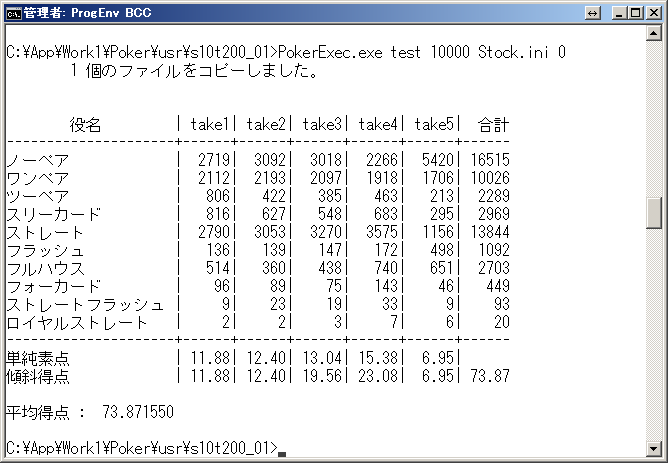 管理者: ProgEnv BCC
C:\App\Work1\Poker\usr\s10t200_01>PokerExec.exe test 10000 Stock.ini 0
1 個のファイルをコピーしました。
役名 | take1| take2| take3| take4| take5| 合計
--------------------+------+------+------+------+------+------
ノーペア | 2719| 3092| 3018| 2266| 5420| 16515
ワンペア | 2112| 2193| 2097| 1918| 1706| 10026
ツーペア | 806| 422| 385| 463| 213| 2289
スリーカード | 816| 627| 548| 683| 295| 2969
ストレート | 2790| 3053| 3270| 3575| 1156| 13844
フラッシュ | 136| 139| 147| 172| 498| 1092
フルハウス | 514| 360| 438| 740| 651| 2703
フォーカード | 96| 89| 75| 143| 46| 449
ストレートフラッシュ | 9| 23| 19| 33| 9| 93
ロイヤルストレート | 2| 2| 3| 7| 6| 20
--------------------+------+------+------+------+------+------
単純素点 | 11.88| 12.40| 13.04| 15.38| 6.95|
傾斜得点 | 11.88| 12.40| 19.56| 23.08| 6.95| 73.87
平均得点 : 73.871550
C:\App\Work1\Poker\usr\s10t200_01>